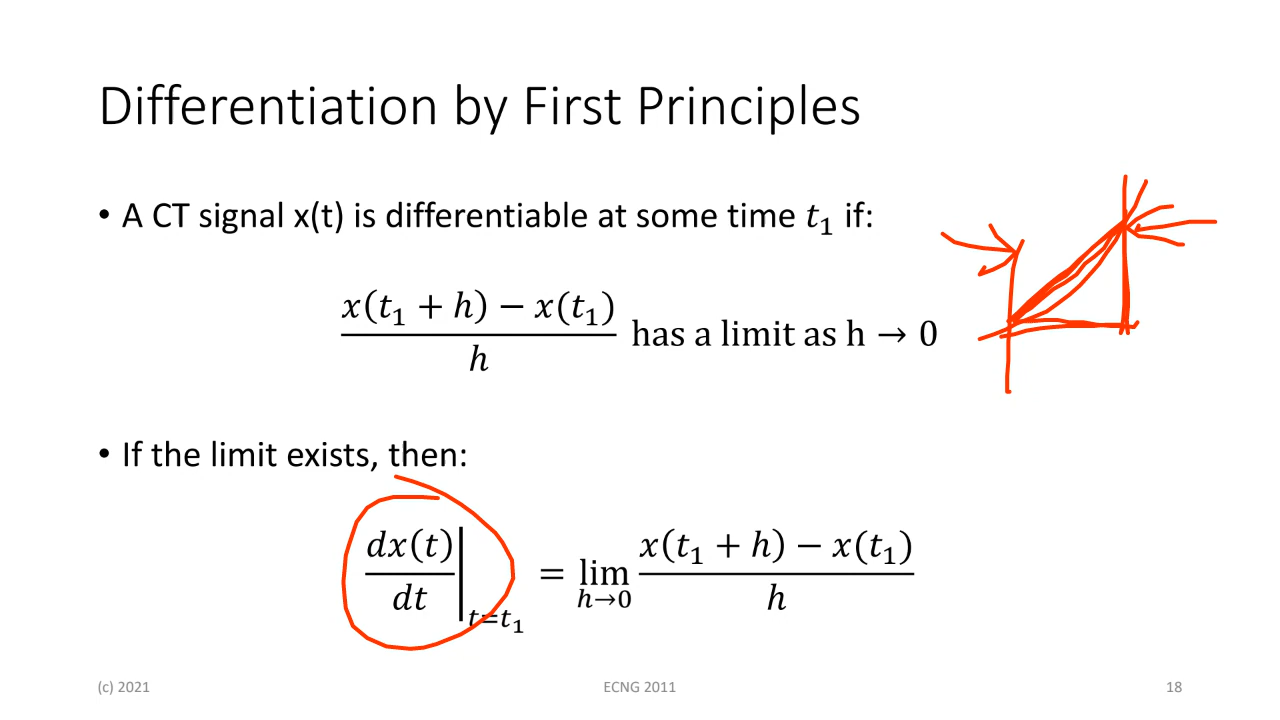 Differentiation by First Principles
• A CT signal x(t) is differentiable at some time t₁ if:
x(t₁ + h) − x(t₁)
h
has a limit as h → 0
• If the limit exists, then:
dx(t)/dt|t=t₁ = lim h→0 x(t₁ + h) − x(t₁)/h
(c) 2021
ECNG 2011
18